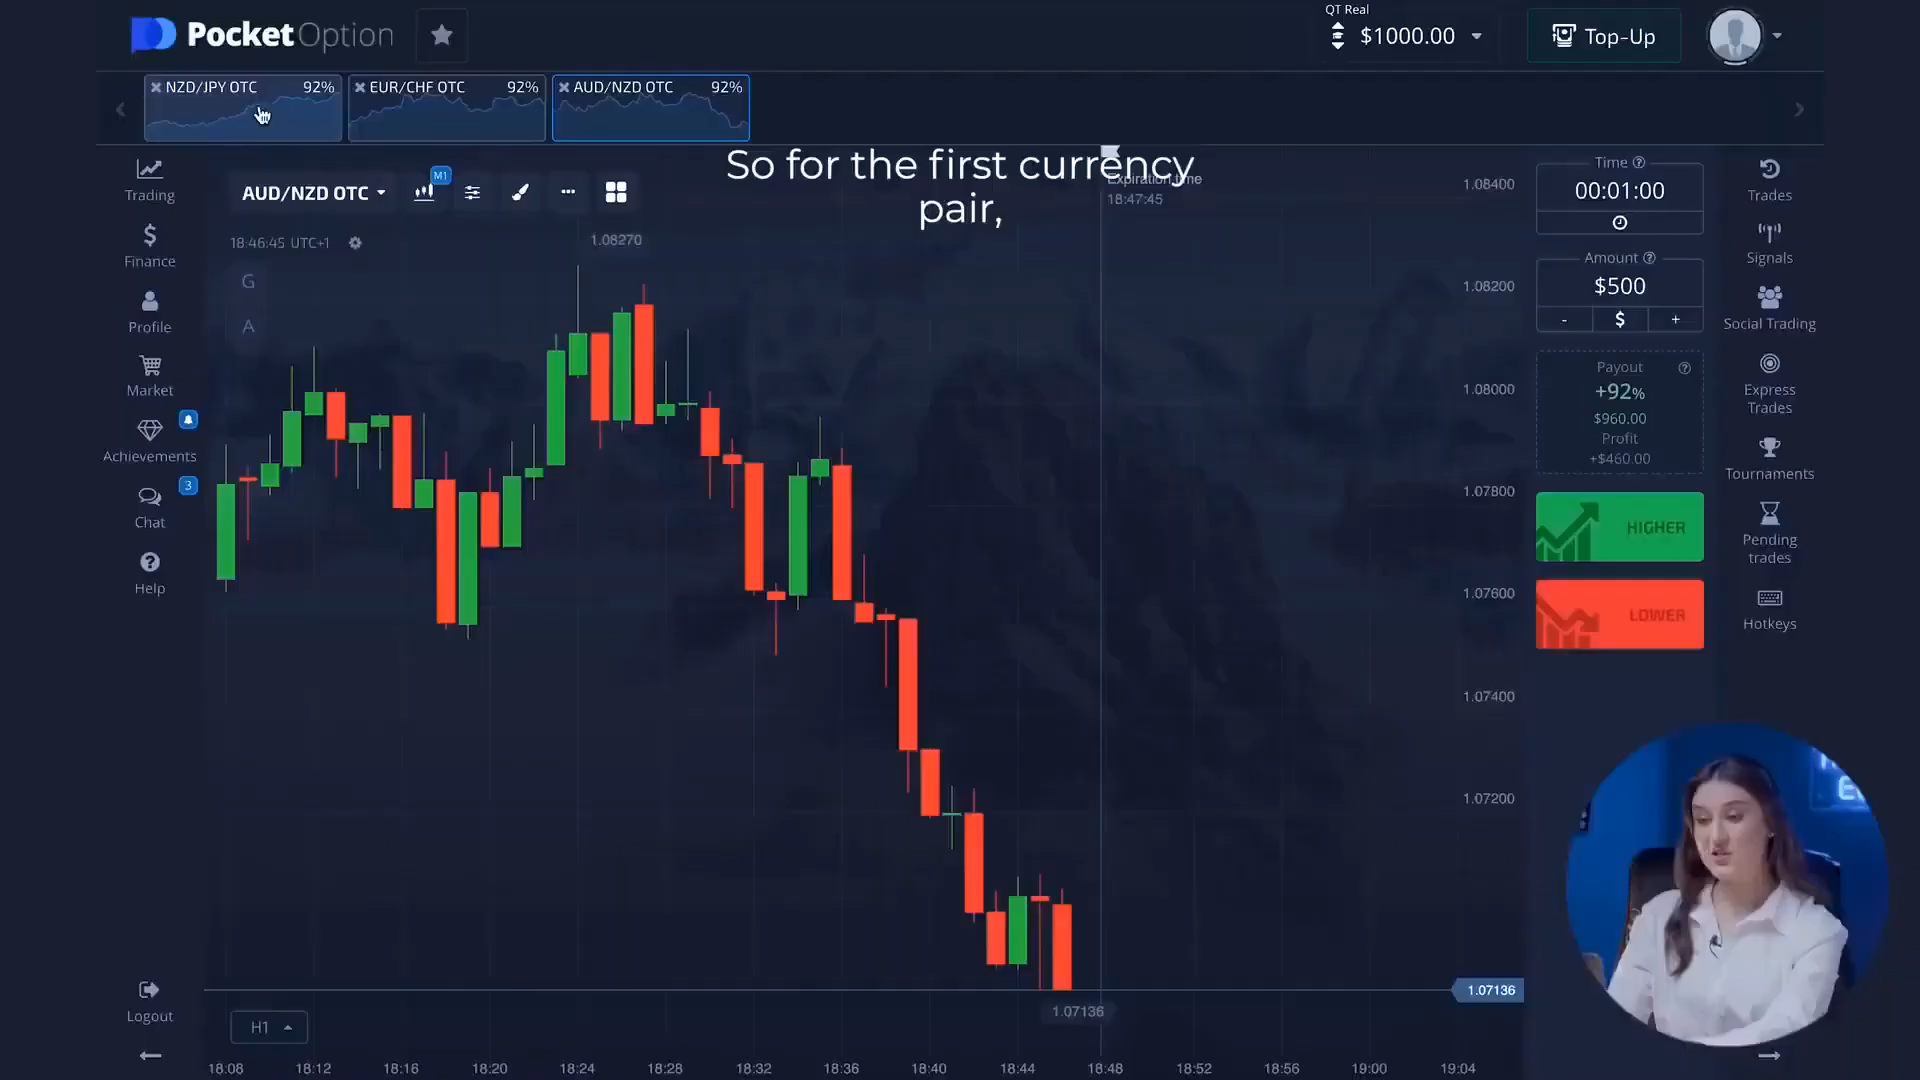 PocketOption
QT Real
$1000.00
Top-Up
NZD/JPY OTC 92%
EUR/CHF OTC 92%
AUD/NZD OTC 92%
So for the first currency
pair,
Expiration time
18:47:45
AUD/NZD OTC
M1
18:46:45 UTC+1
G
A
Trading
Finance
Profile
Market
Achievements
Chat
3
Help
Logout
1.08270
1.07136
1.08400
1.08200
1.08000
1.07800
1.07600
1.07400
1.07200
1.07136
H1
18:08 18:12 18:16 18:20 18:24 18:28 18:32 18:36 18:40 18:44 18:48 18:52 18:56 19:00 19:04
Time
00:01:00
Amount
$500
- $ +
Payout
+92%
$960.00
Profit
+$460.00
HIGHER
LOWER
Trades
Signals
Social Trading
Express
Trades
Tournaments
Pending
trades
Hotkeys